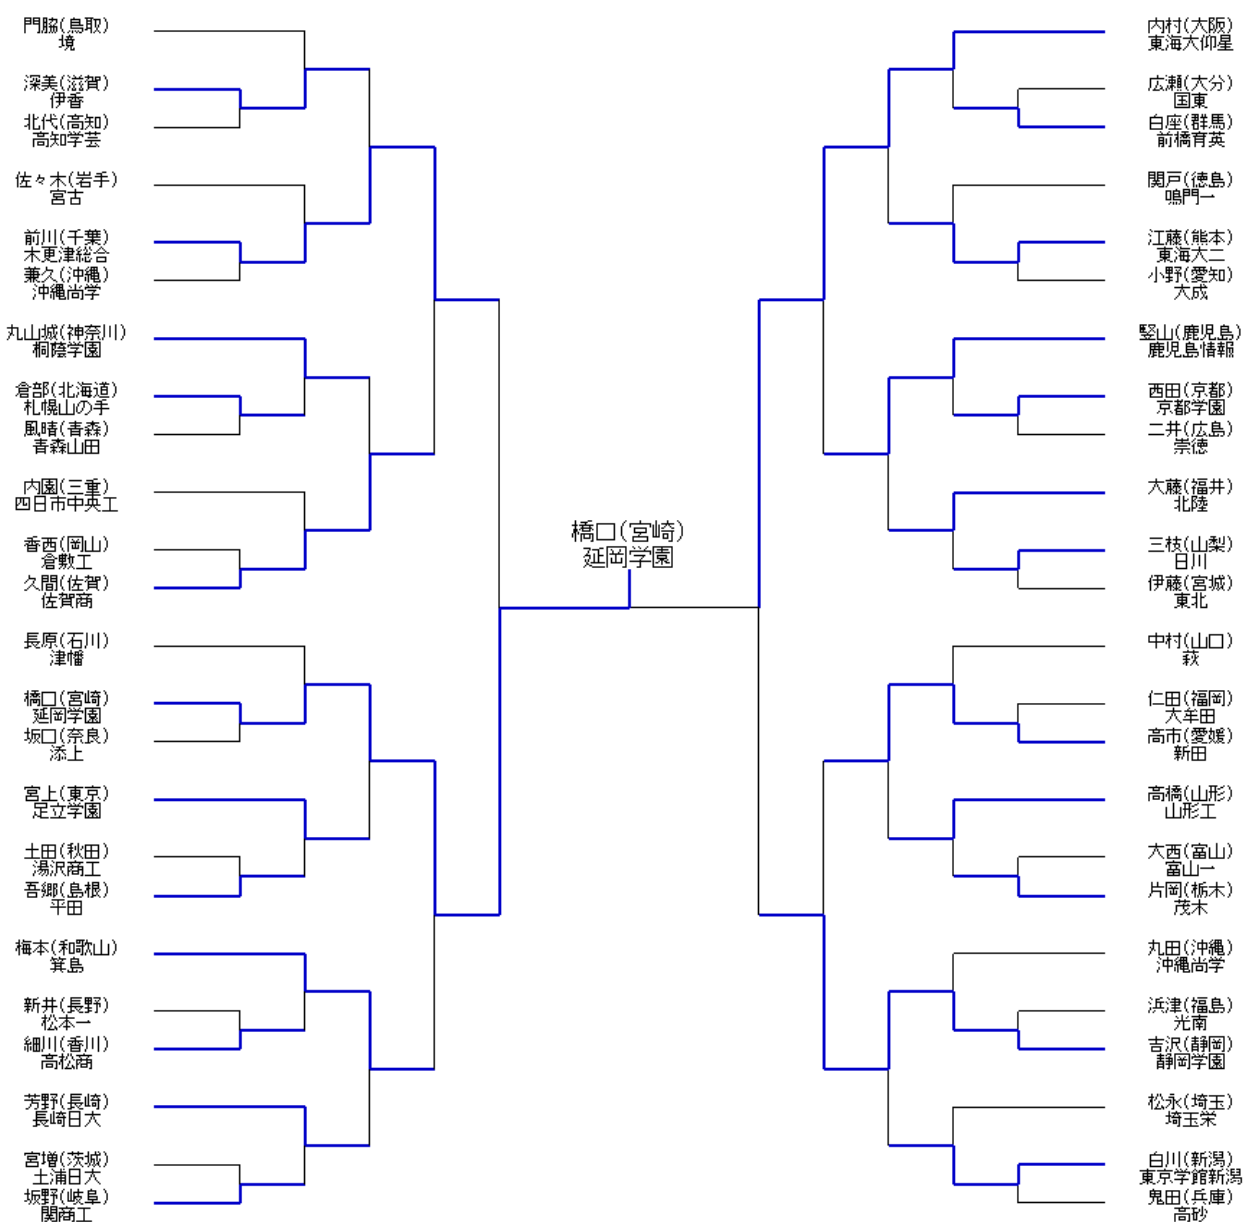 門脇(鳥取)
境
深美(滋賀)
伊香
北代(高知)
高知学芸
佐々木(岩手)
宮古
前川(千葉)
木更津総合
兼久(沖縄)
沖縄尚学
丸山城(神奈川)
桐蔭学園
倉部(北海道)
札幌山の手
風晴(青森)
青森山田
内園(三重)
四日市中央工
香西(岡山)
倉敷工
久間(佐賀)
佐賀商
長原(石川)
津幡
橋口(宮崎)
延岡学園
坂口(奈良)
添上
宮上(東京)
足立学園
土田(秋田)
湯沢商工
吾郷(島根)
平田
梅本(和歌山)
箕島
新井(長野)
松本一
細川(香川)
高松商
芳野(長崎)
長崎日大
宮増(茨城)
土浦日大
坂野(岐阜)
関商工
橋口(宮崎)
延岡学園
内村(大阪)
東海大仰星
広瀬(大分)
国東
白座(群馬)
前橋育英
関戸(徳島)
鳴門一
江藤(熊本)
東海大二
小野(愛知)
大成
竪山(鹿児島)
鹿児島情報
西田(京都)
京都学園
二井(広島)
崇徳
大藤(福井)
北陸
三枝(山梨)
日川
伊藤(宮城)
東北
中村(山口)
萩
仁田(福岡)
大牟田
高市(愛媛)
新田
高橋(山形)
山形工
大西(富山)
富山一
片岡(栃木)
茂木
丸田(沖縄)
沖縄尚学
浜津(福島)
光南
吉沢(静岡)
静岡学園
松永(埼玉)
埼玉栄
白川(新潟)
東京学館新潟
鬼田(兵庫)
高砂